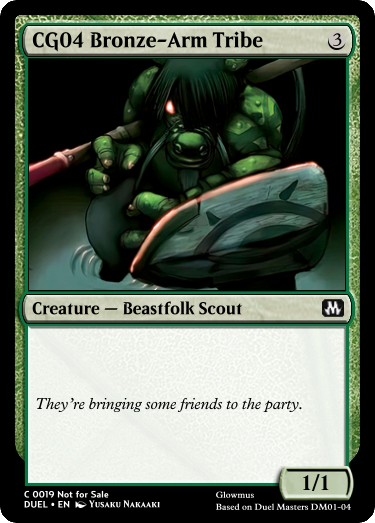 CG04 Bronze-Arm Tribe 3
Creature — Beastfolk Scout M
They're bringing some friends to the party.
1/1
C 0019 Not for Sale Glowmus
DUEL • EN Yusaku Nakaaki Based on Duel Masters DM01-04